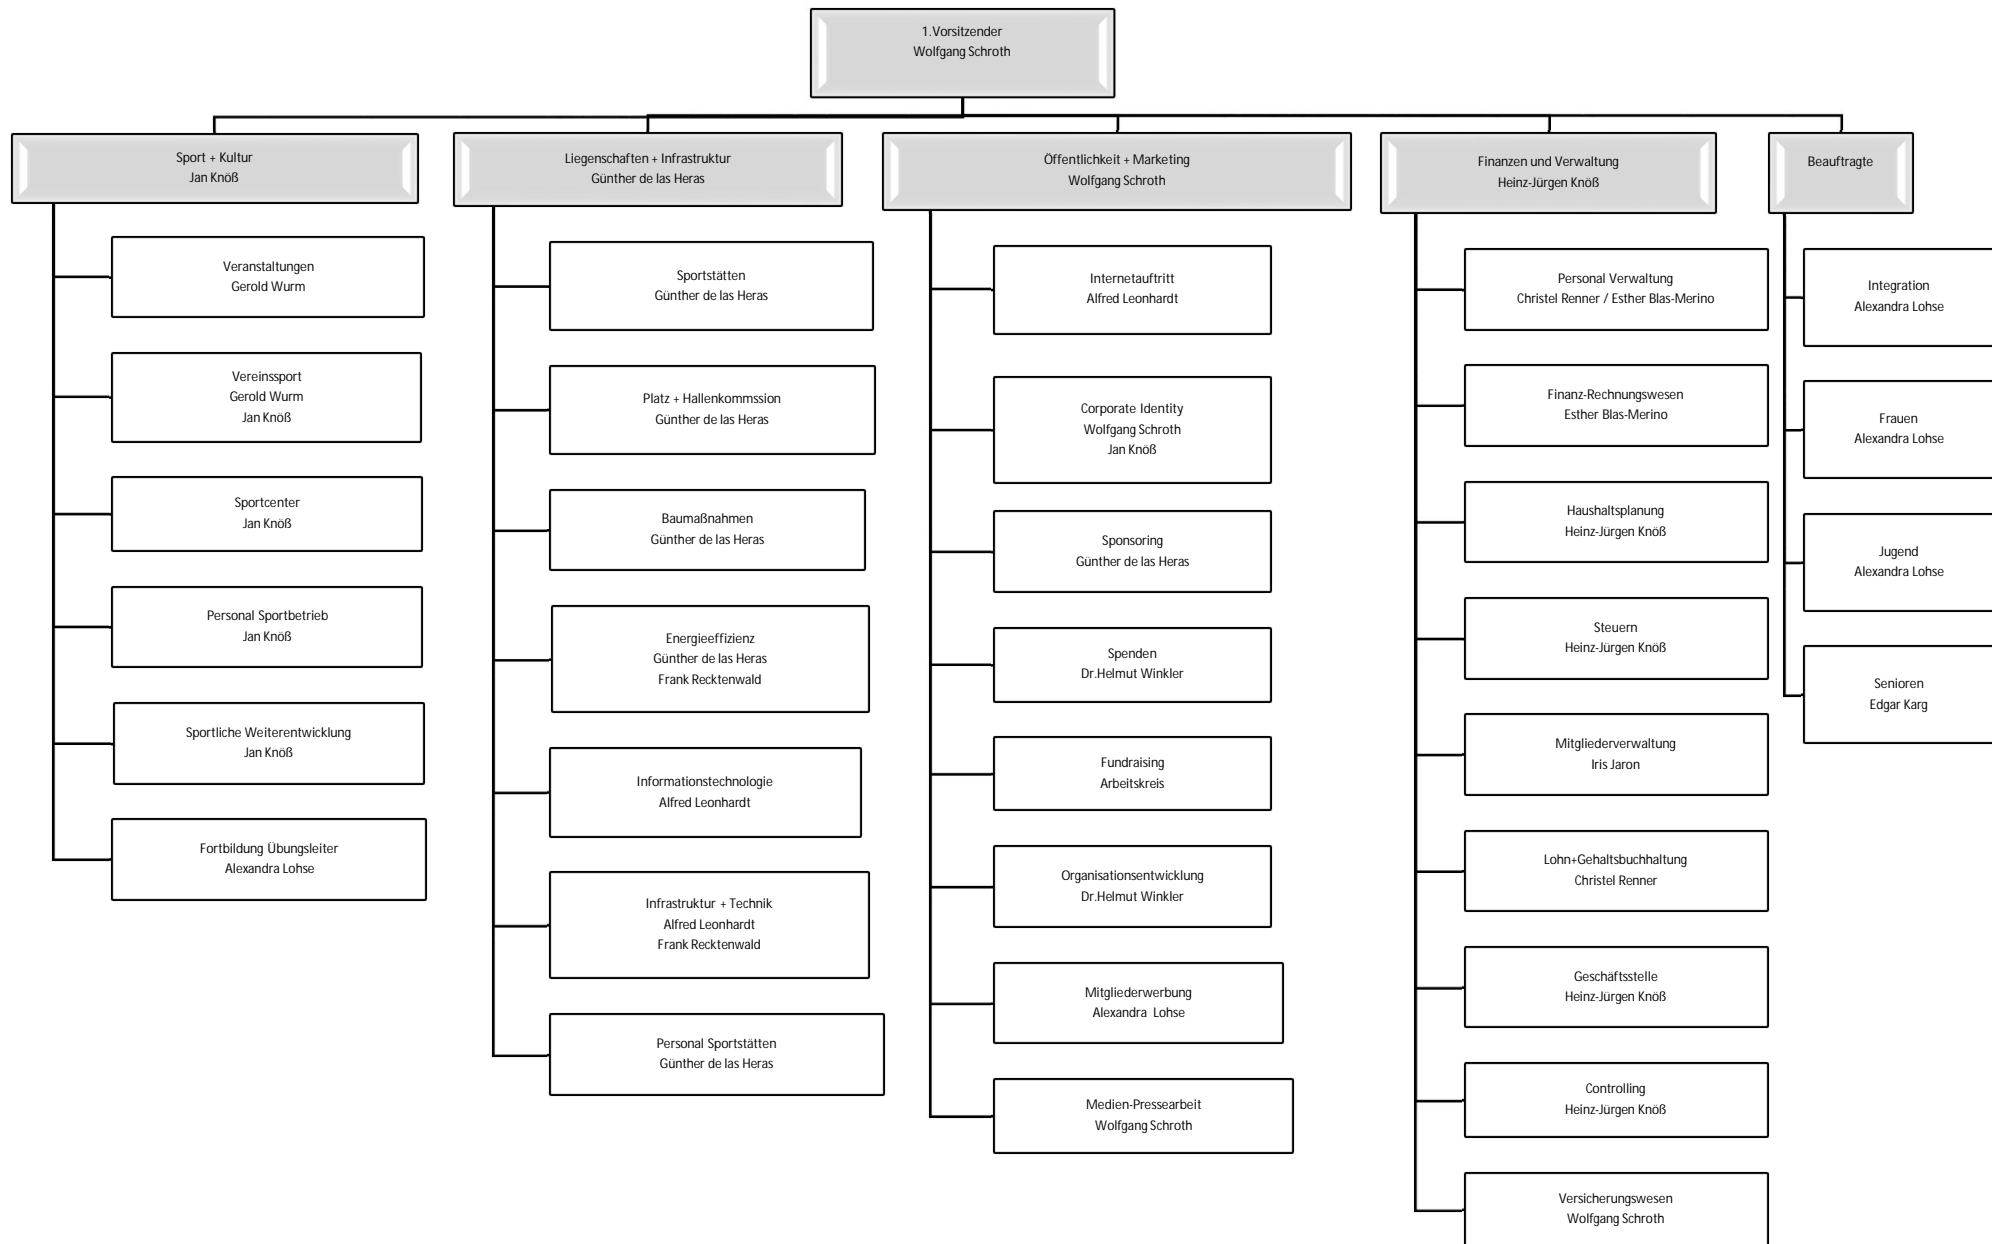 1.Vorsitzender
Wolfgang Schroth
Sport + Kultur
Jan Knöß
Veranstaltungen
Gerold Wurm
Vereinssport
Gerold Wurm
Jan Knöß
Sportcenter
Jan Knöß
Personal Sportbetrieb
Jan Knöß
Sportliche Weiterentwicklung
Jan Knöß
Fortbildung Übungsleiter
Alexandra Lohse
Liegenschaften + Infrastruktur
Günther de las Heras
Sportstätten
Günther de las Heras
Platz + Hallenkommssion
Günther de las Heras
Baumaßnahmen
Günther de las Heras
Energieeffizienz
Günther de las Heras
Frank Recktenwald
Informationstechnologie
Alfred Leonhardt
Infrastruktur + Technik
Alfred Leonhardt
Frank Recktenwald
Personal Sportstätten
Günther de las Heras
Öffentlichkeit + Marketing
Wolfgang Schroth
Internetauftritt
Alfred Leonhardt
Corporate Identity
Wolfgang Schroth
Jan Knöß
Sponsoring
Günther de las Heras
Spenden
Dr.Helmut Winkler
Fundraising
Arbeitskreis
Organisationsentwicklung
Dr.Helmut Winkler
Mitgliederwerbung
Alexandra Lohse
Medien-Pressearbeit
Wolfgang Schroth
Finanzen und Verwaltung
Heinz-Jürgen Knöß
Personal Verwaltung
Christel Renner / Esther Blas-Merino
Finanz-Rechnungswesen
Esther Blas-Merino
Haushaltsplanung
Heinz-Jürgen Knöß
Steuern
Heinz-Jürgen Knöß
Mitgliederverwaltung
Iris Jaron
Lohn+Gehaltsbuchhaltung
Christel Renner
Geschäftsstelle
Heinz-Jürgen Knöß
Controlling
Heinz-Jürgen Knöß
Versicherungswesen
Wolfgang Schroth
Beauftragte
Integration
Alexandra Lohse
Frauen
Alexandra Lohse
Jugend
Alexandra Lohse
Senioren
Edgar Karg